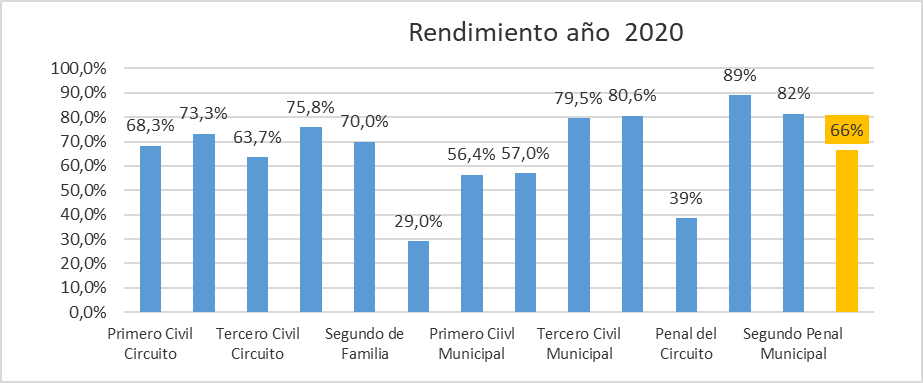 Rendimiento año 2020
100,0%
90,0%
80,0%
70,0%
60,0%
50,0%
40,0%
30,0%
20,0%
10,0%
0,0%
68,3%
73,3%
63,7%
75,8%
70,0%
29,0%
56,4%
57,0%
79,5%
80,6%
39%
89%
82%
66%
Primero Civil
Circuito
Tercero Civil
Circuito
Segundo de
Familia
Primero Ciivl
Municipal
Tercero Civil
Municipal
Penal del
Circuito
Segundo Penal
Municipal